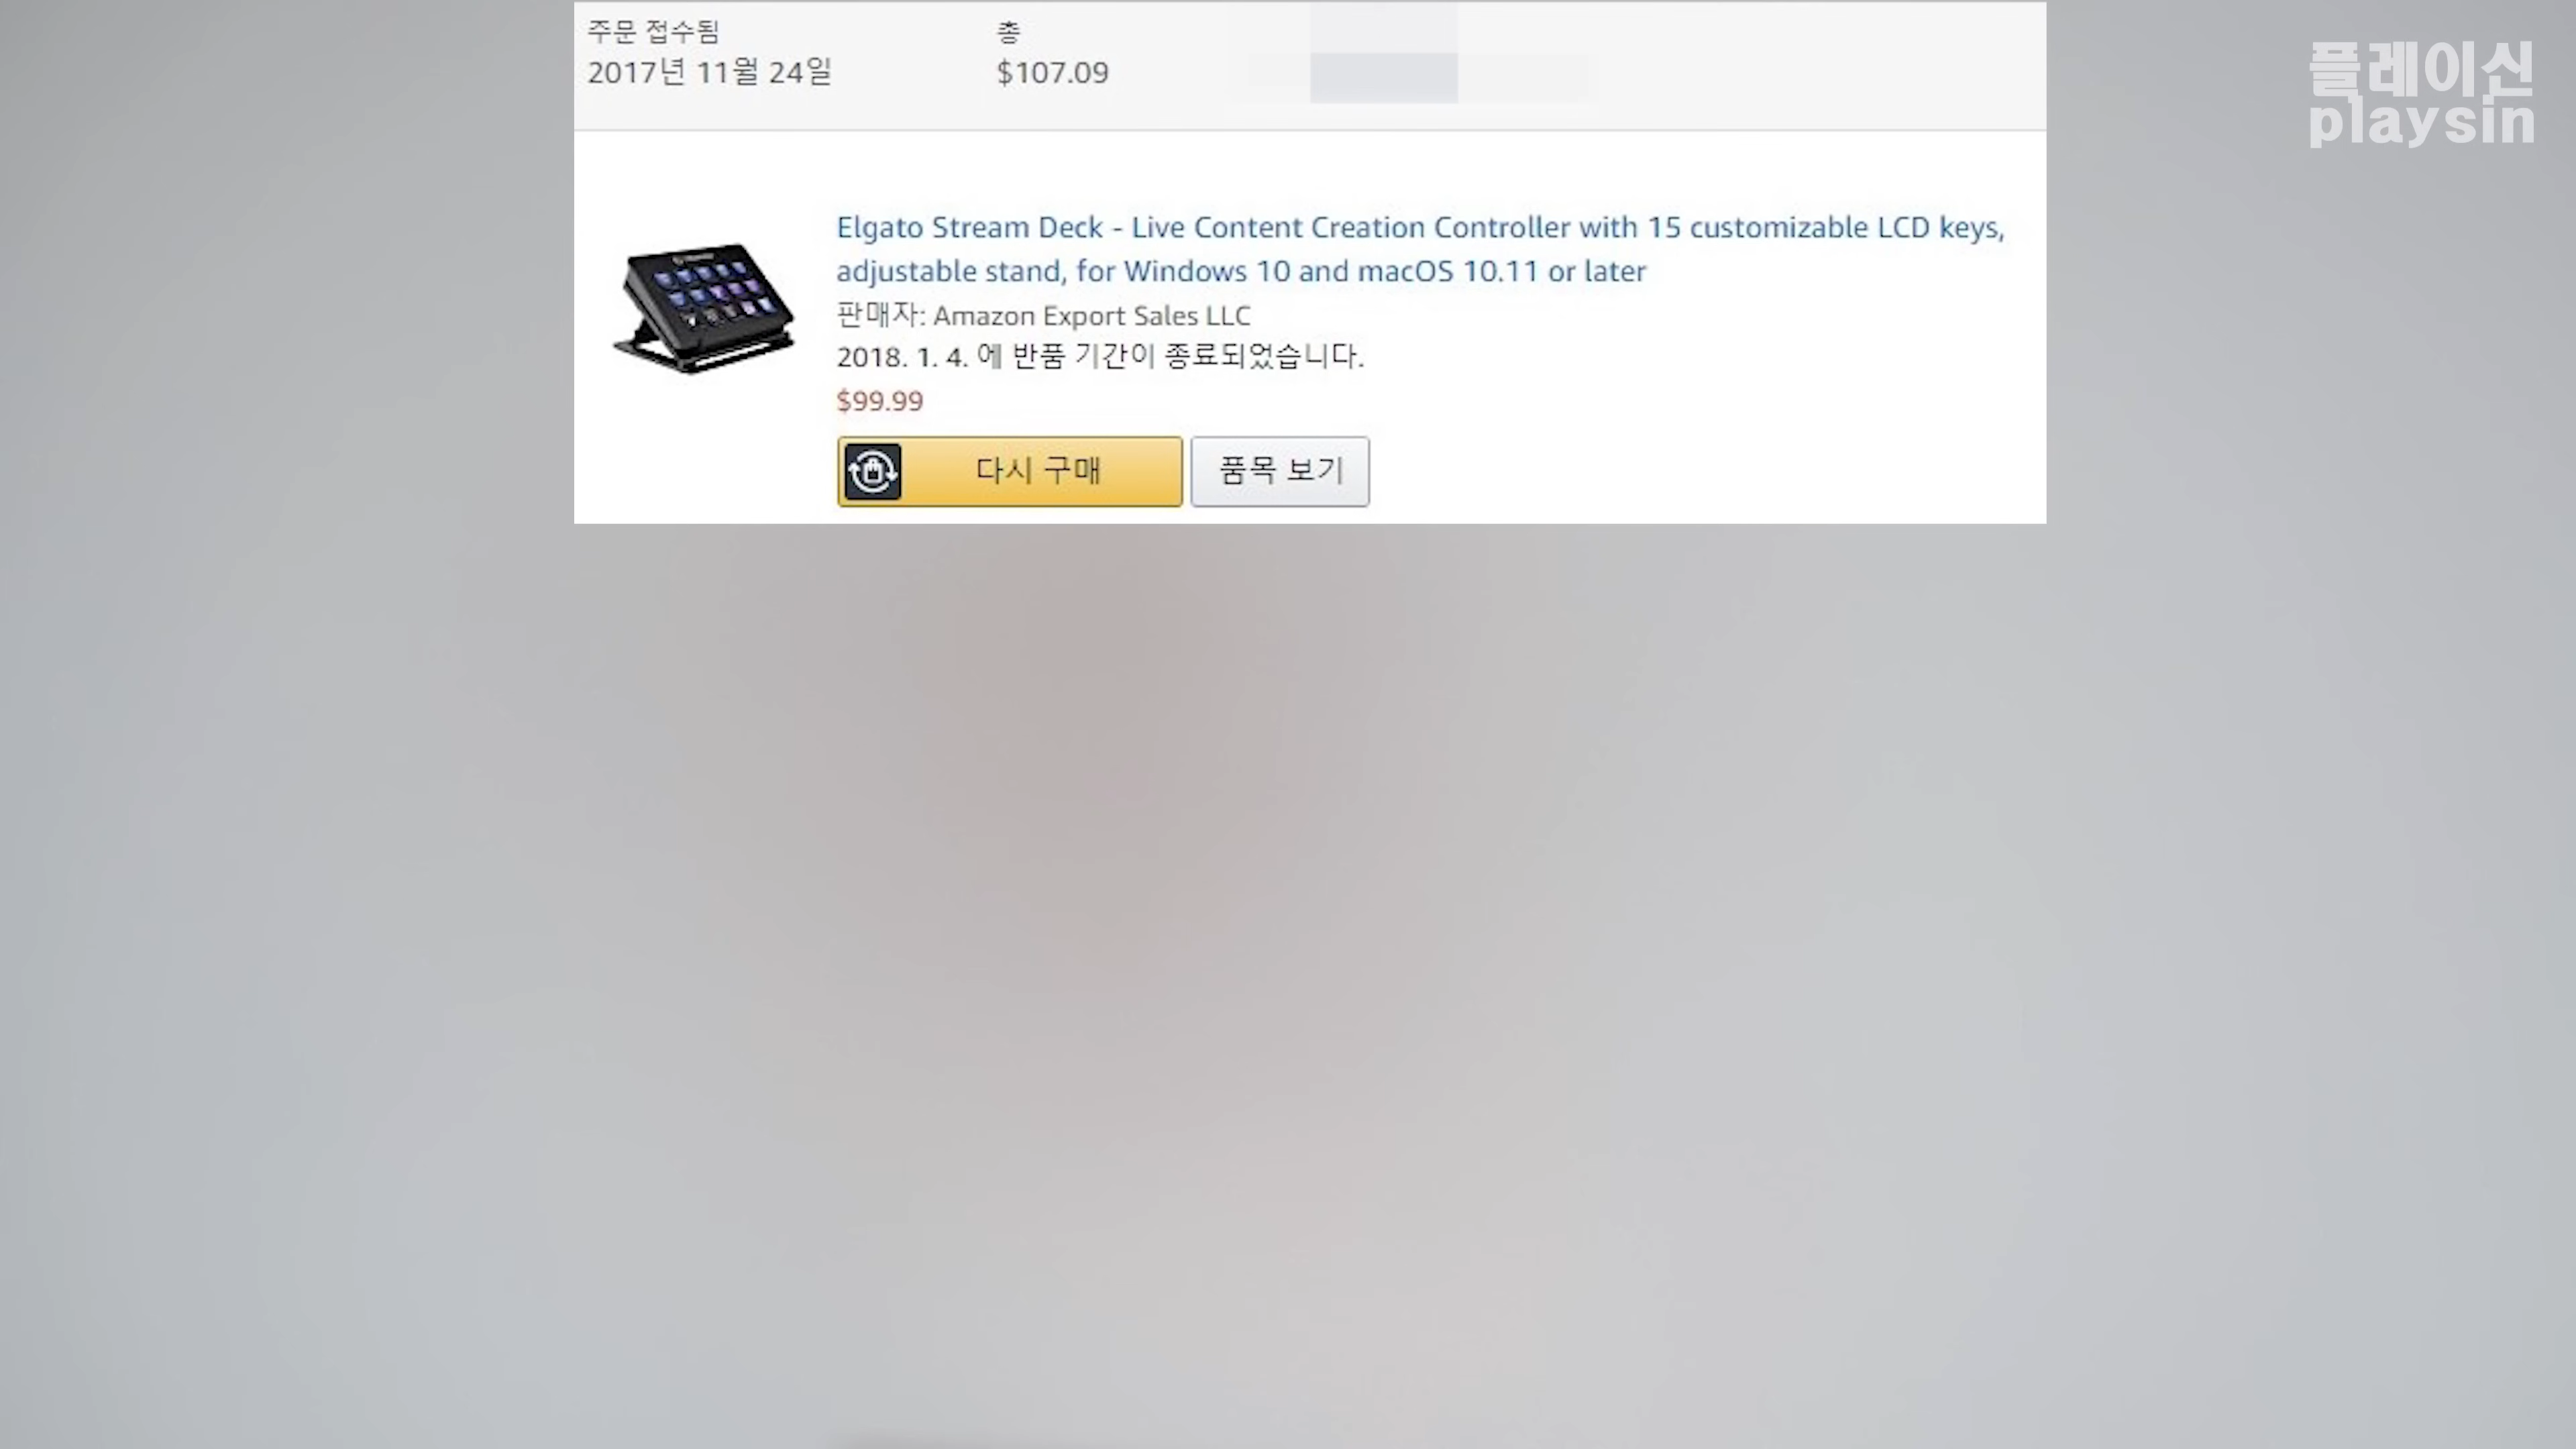 주문 접수됨
총
2017년 11월 24일
$107.09
플레이신
playsin
Elgato Stream Deck - Live Content Creation Controller with 15 customizable LCD keys,
adjustable stand, for Windows 10 and macOS 10.11 or later
판매자: Amazon Export Sales LLC
2018. 1. 4. 에 반품 기간이 종료되었습니다.
$99.99
다시 구매
품목 보기